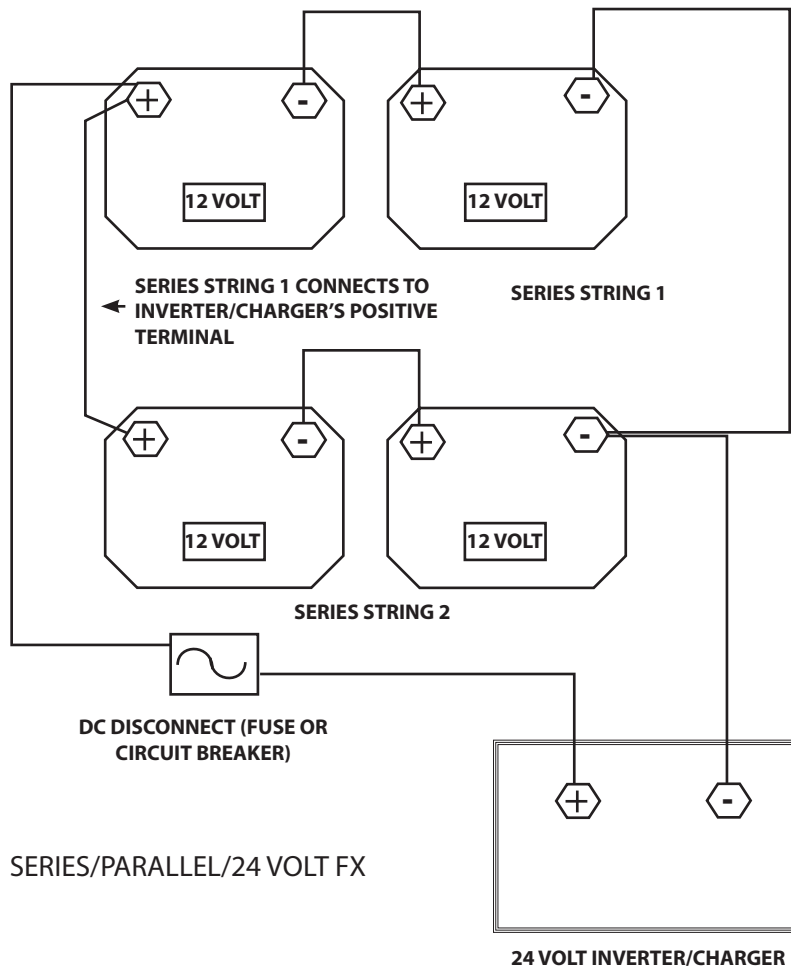 + - + -
12 VOLT 12 VOLT
SERIES STRING 1 CONNECTS TO
INVERTER/CHARGER'S POSITIVE
TERMINAL
SERIES STRING 1
+ - + -
12 VOLT 12 VOLT
SERIES STRING 2
DC DISCONNECT (FUSE OR
CIRCUIT BREAKER)
+ -
SERIES/PARALLEL/24 VOLT FX
24 VOLT INVERTER/CHARGER